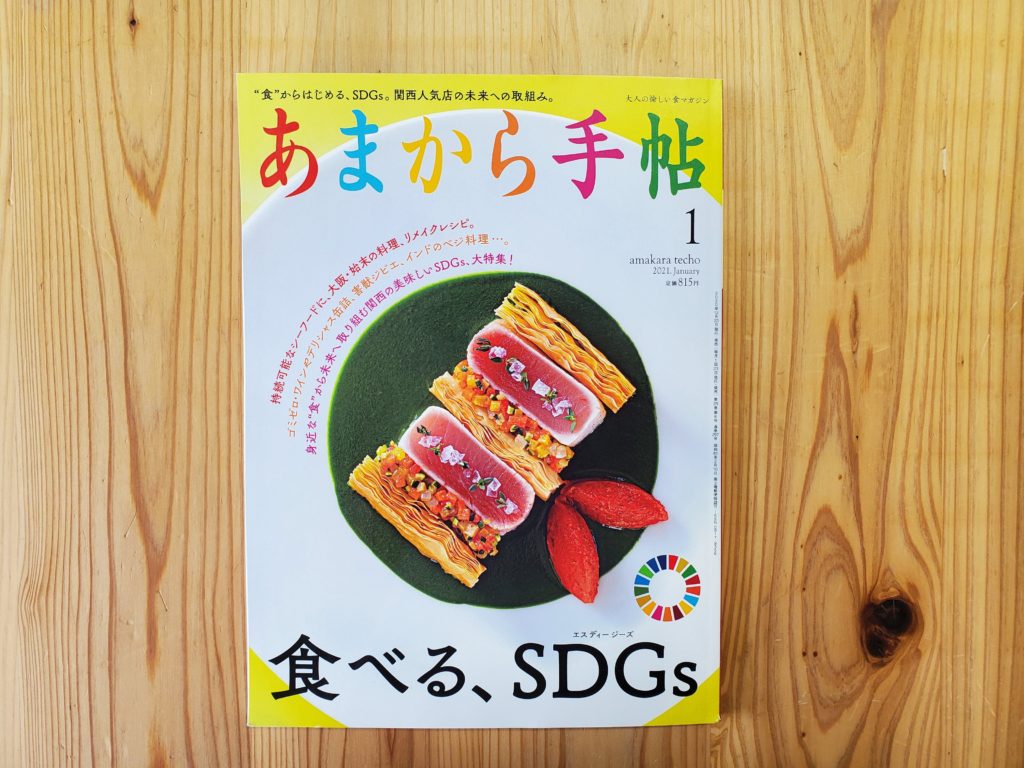 “食”からはじめる、SDGs。関西人気店の未来への取組み。
大人の愉しい食マガジン
あまから手帖
1
amakara techo
2021. January
定価815円
持続可能なシーフードに、大阪・始末の料理、リメイクレシピ。
ゴミゼロ・ワインやデリシャス缶詰、害獣ジビエ、インドのベジ料理…。
身近な“食”から未来へ取り組む関西の美味しいSDGs、大特集！
エスディージーズ
食べる、SDGs